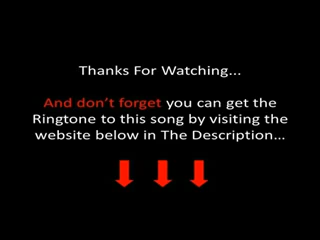 Thanks For Watching...
And don't forget you can get the
Ringtone to this song by visiting the
website below in The Description...